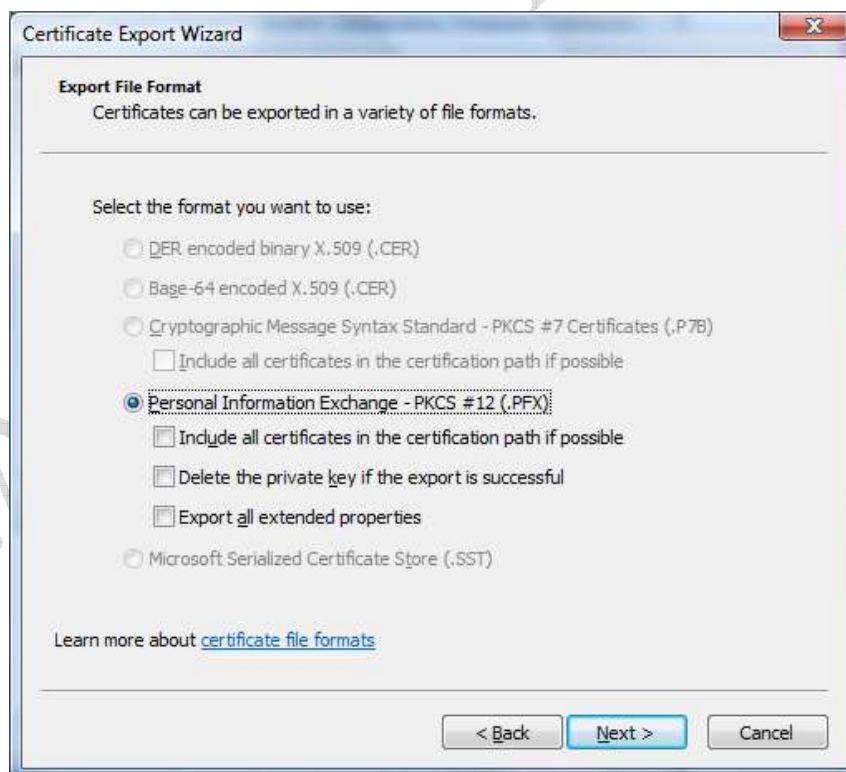 Certificate Export Wizard
Export File Format
Certificates can be exported in a variety of file formats.
Select the format you want to use:
DER encoded binary X.509 (.CER)
Base-64 encoded X.509 (.CER)
Cryptographic Message Syntax Standard - PKCS #7 Certificates (.P7B)
Include all certificates in the certification path if possible
Personal Information Exchange - PKCS #12 (.PFX)
Include all certificates in the certification path if possible
Delete the private key if the export is successful
Export all extended properties
Microsoft Serialized Certificate Store (.SST)
Learn more about certificate file formats
< Back Next > Cancel